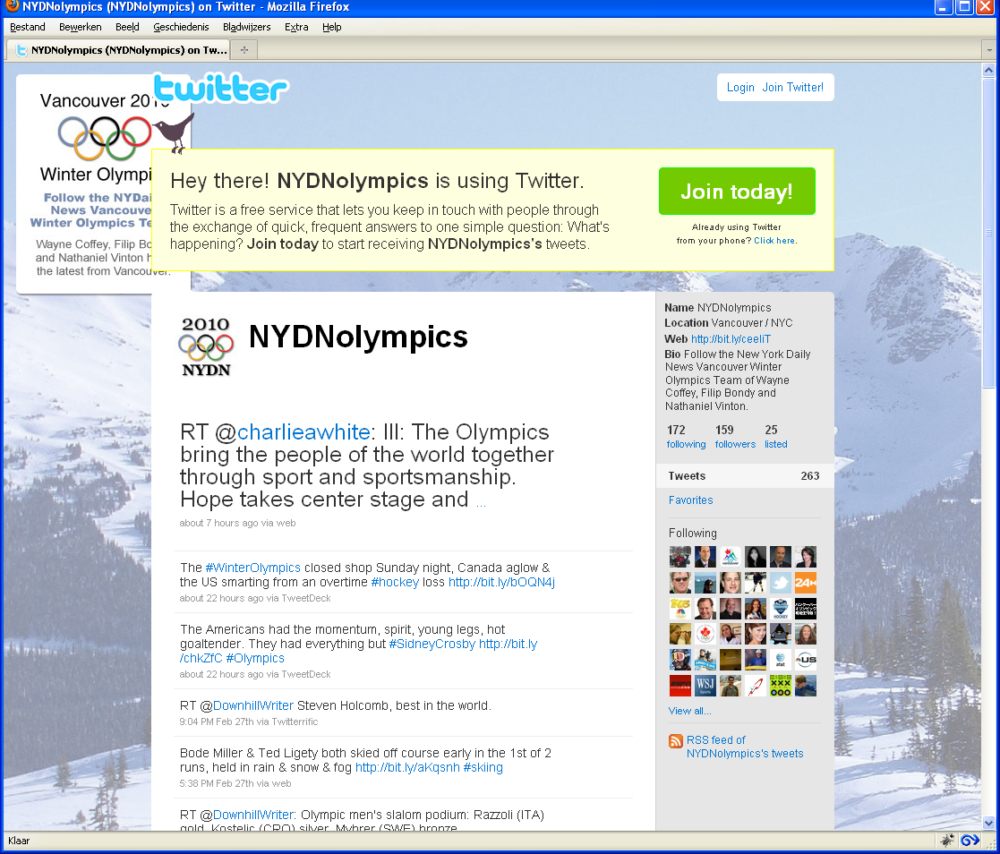 NYDNolympics (NYDNolympics) on Twitter - Mozilla Firefox
Bestand Bewerken Beeld Geschiedenis Bladwijzers Extra Help
NYDNolympics (NYDNolympics) on Tw...
Vancouver 2010
Winter Olympi
Follow the NYDai
News Vancouve
Winter Olympics Te
Wayne Coffey, Filip Bo
and Nathaniel Vinton h
the latest from Vancouver.
twitter
Login Join Twitter!
Hey there! NYDNolympics is using Twitter.
Twitter is a free service that lets you keep in touch with people through
the exchange of quick, frequent answers to one simple question: What's
happening? Join today to start receiving NYDNolympics's tweets.
Join today!
Already using Twitter
from your phone? Click here.
2010
NYDN
NYDNolympics
RT @charlieawhite: III: The Olympics
bring the people of the world together
through sport and sportsmanship.
Hope takes center stage and ...
about 7 hours ago via web
The #WinterOlympics closed shop Sunday night, Canada aglow &
the US smarting from an overtime #hockey loss http://bit.ly/bOQN4j
about 22 hours ago via TweetDeck
The Americans had the momentum, spirit, young legs, hot
goaltender. They had everything but #SidneyCrosby http://bit.ly
/chkZfC #Olympics
about 22 hours ago via TweetDeck
RT @DownhillWriter Steven Holcomb, best in the world.
9:04 PM Feb 27th via Twitterrific
Bode Miller & Ted Ligety both skied off course early in the 1st of 2
runs, held in rain & snow & fog http://bit.ly/aKqsnh #skiing
5:38 PM Feb 27th via web
RT @DownhillWriter: Olympic men's slalom podium: Razzoli (ITA)
gold, Kostelic (CRO) silver, Myhrer (SWE) bronze
Name NYDNolympics
Location Vancouver / NYC
Web http://bit.ly/ceeIiT
Bio Follow the New York Daily
News Vancouver Winter
Olympics Team of Wayne
Coffey, Filip Bondy and
Nathaniel Vinton.
172 159 25
following followers listed
Tweets 263
Favorites
Following
24H
HOCKEY
at&t
US
WSJ
Sports
XXX
View all...
RSS feed of
NYDNolympics's tweets
Klaar